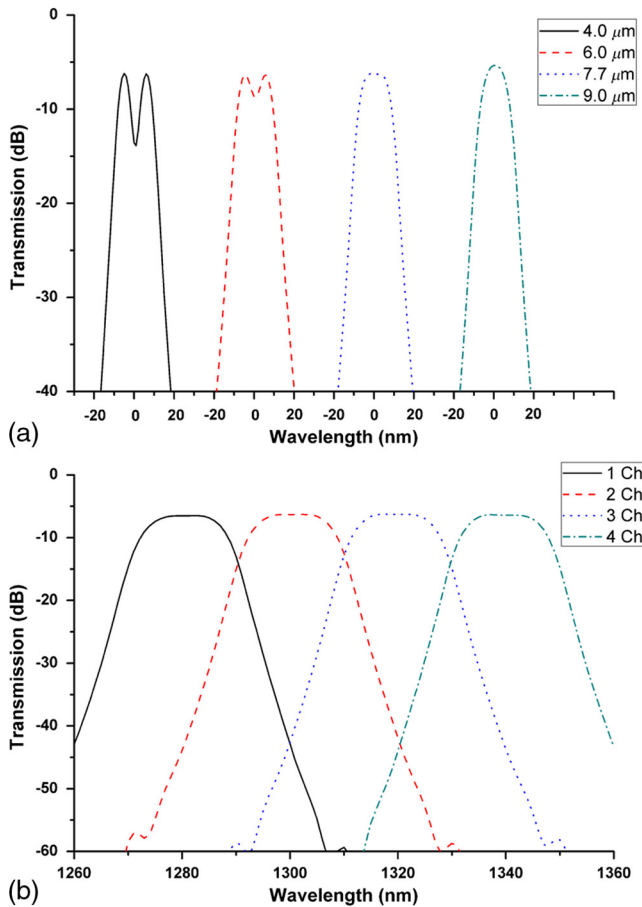 0
-10
-20
-30
-40
Transmission (dB)
4.0 μm
6.0 μm
7.7 μm
9.0 μm
-20 0 20 -20 0 20 -20 0 20 -20 0 20
Wavelength (nm)
(a)
0
-10
-20
-30
-40
-50
-60
Transmission (dB)
1 Ch
2 Ch
3 Ch
4 Ch
1260 1280 1300 1320 1340 1360
Wavelength (nm)
(b)